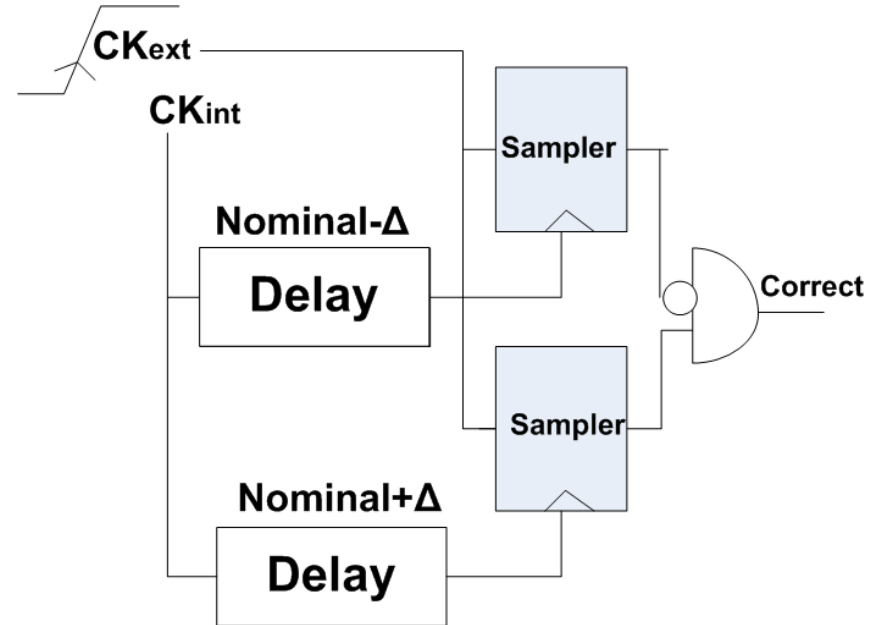 CKext
CKint
Sampler
Nominal-Δ
Delay
Correct
Sampler
Nominal+Δ
Delay